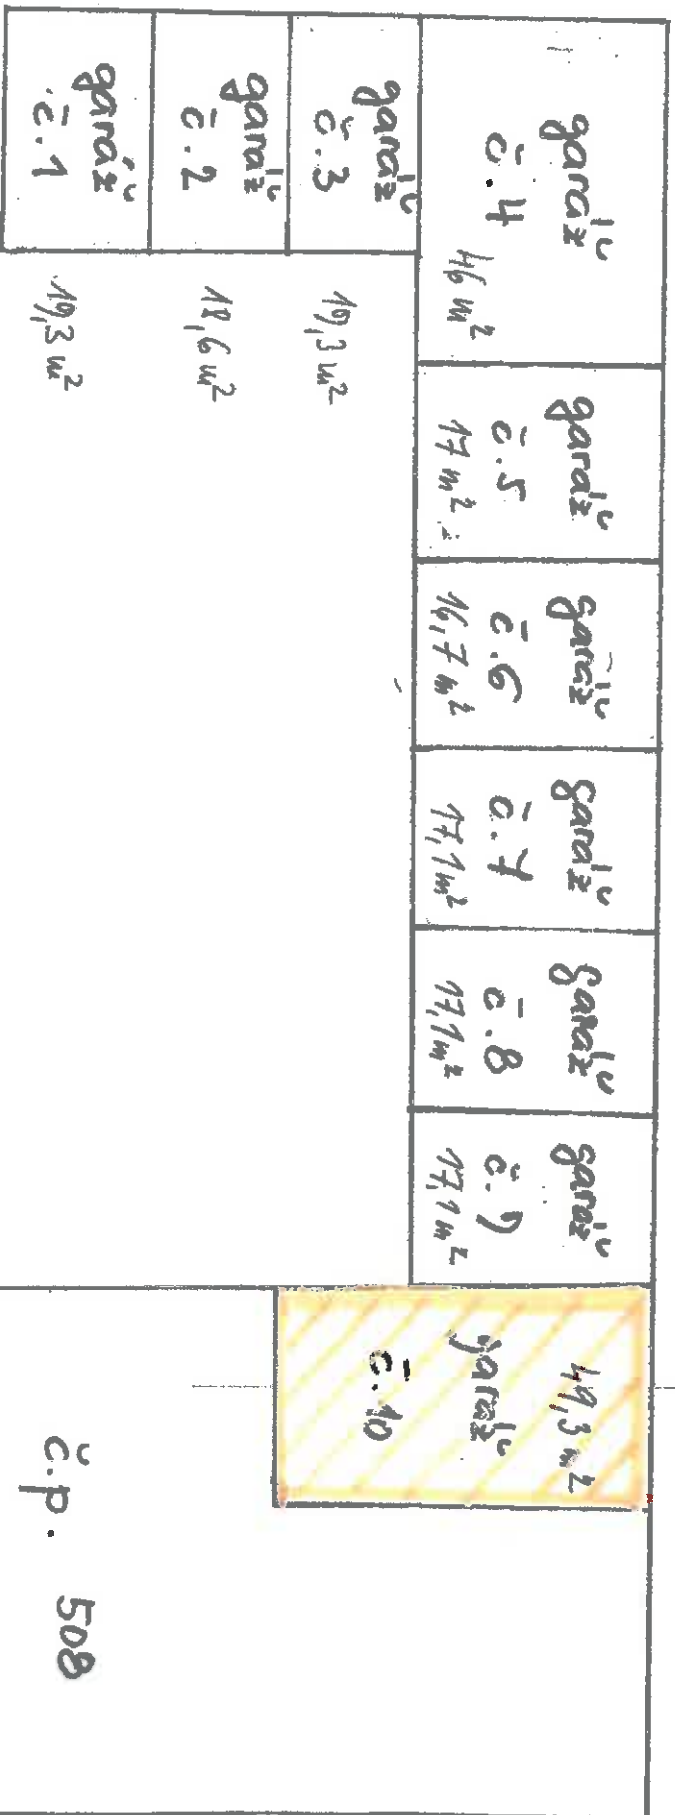 garáž
č.1
19,3 m²
garáž
č.2
18,6 m²
garáž
č.3
19,3 m²
garáž
č.4
46 m²
garáž
č.5
17 m²
garáž
č.6
16,7 m²
garáž
č.7
17,1 m²
garáž
č.8
17,1 m²
garáž
č.9
17,1 m²
m²
garáž
č.10
č.p. 508